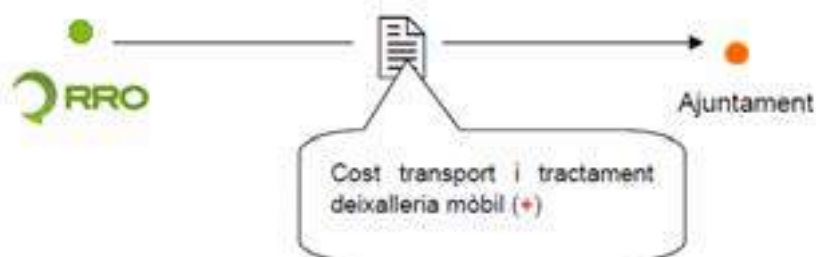 RRO
Ajuntament
Cost transport i tractament
deixalleria mòbil (+)